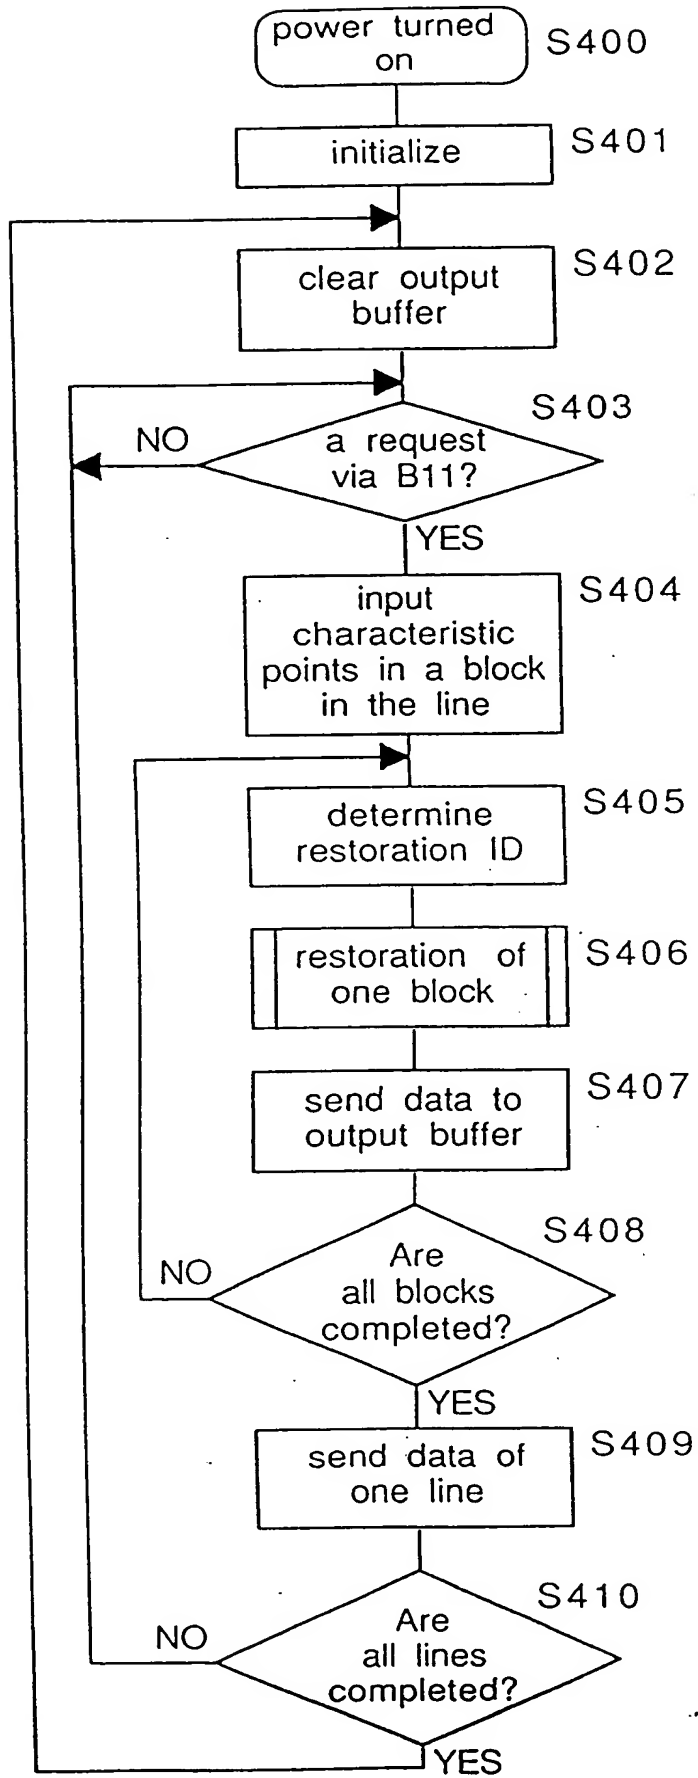 power turned
on
S400
initialize
S401
clear output
buffer
S402
S403
NO
a request
via B11?
YES
S404
input
characteristic
points in a block
in the line
S405
determine
restoration ID
restoration of
one block
S406
send data to
output buffer
S407
S408
NO
Are
all blocks
completed?
YES
send data of
one line
S409
S410
NO
Are
all lines
completed?
YES